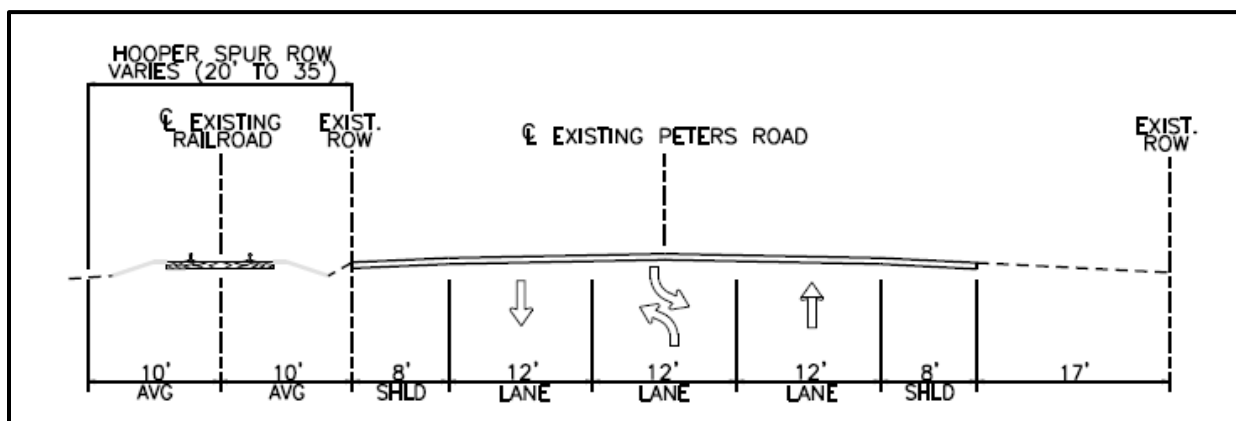 HOOPER SPUR ROW
VARIES (20' TO 35')
℄ EXISTING
RAILROAD
EXIST.
ROW
℄ EXISTING PETERS ROAD
EXIST.
ROW
10'
AVG
10'
AVG
8'
SHLD
12'
LANE
12'
LANE
12'
LANE
8'
SHLD
17'